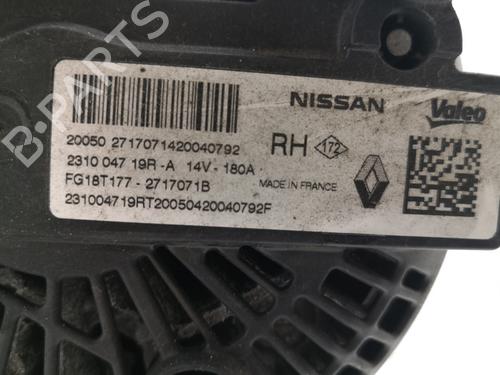 NISSAN
Valeo
20050 2717071420040792
2310 047 19R -A 14V - 180A
RH 172
FG18T177 - 2717071B
MADE IN FRANCE
231004719RT20050420040792F
B-PARTS